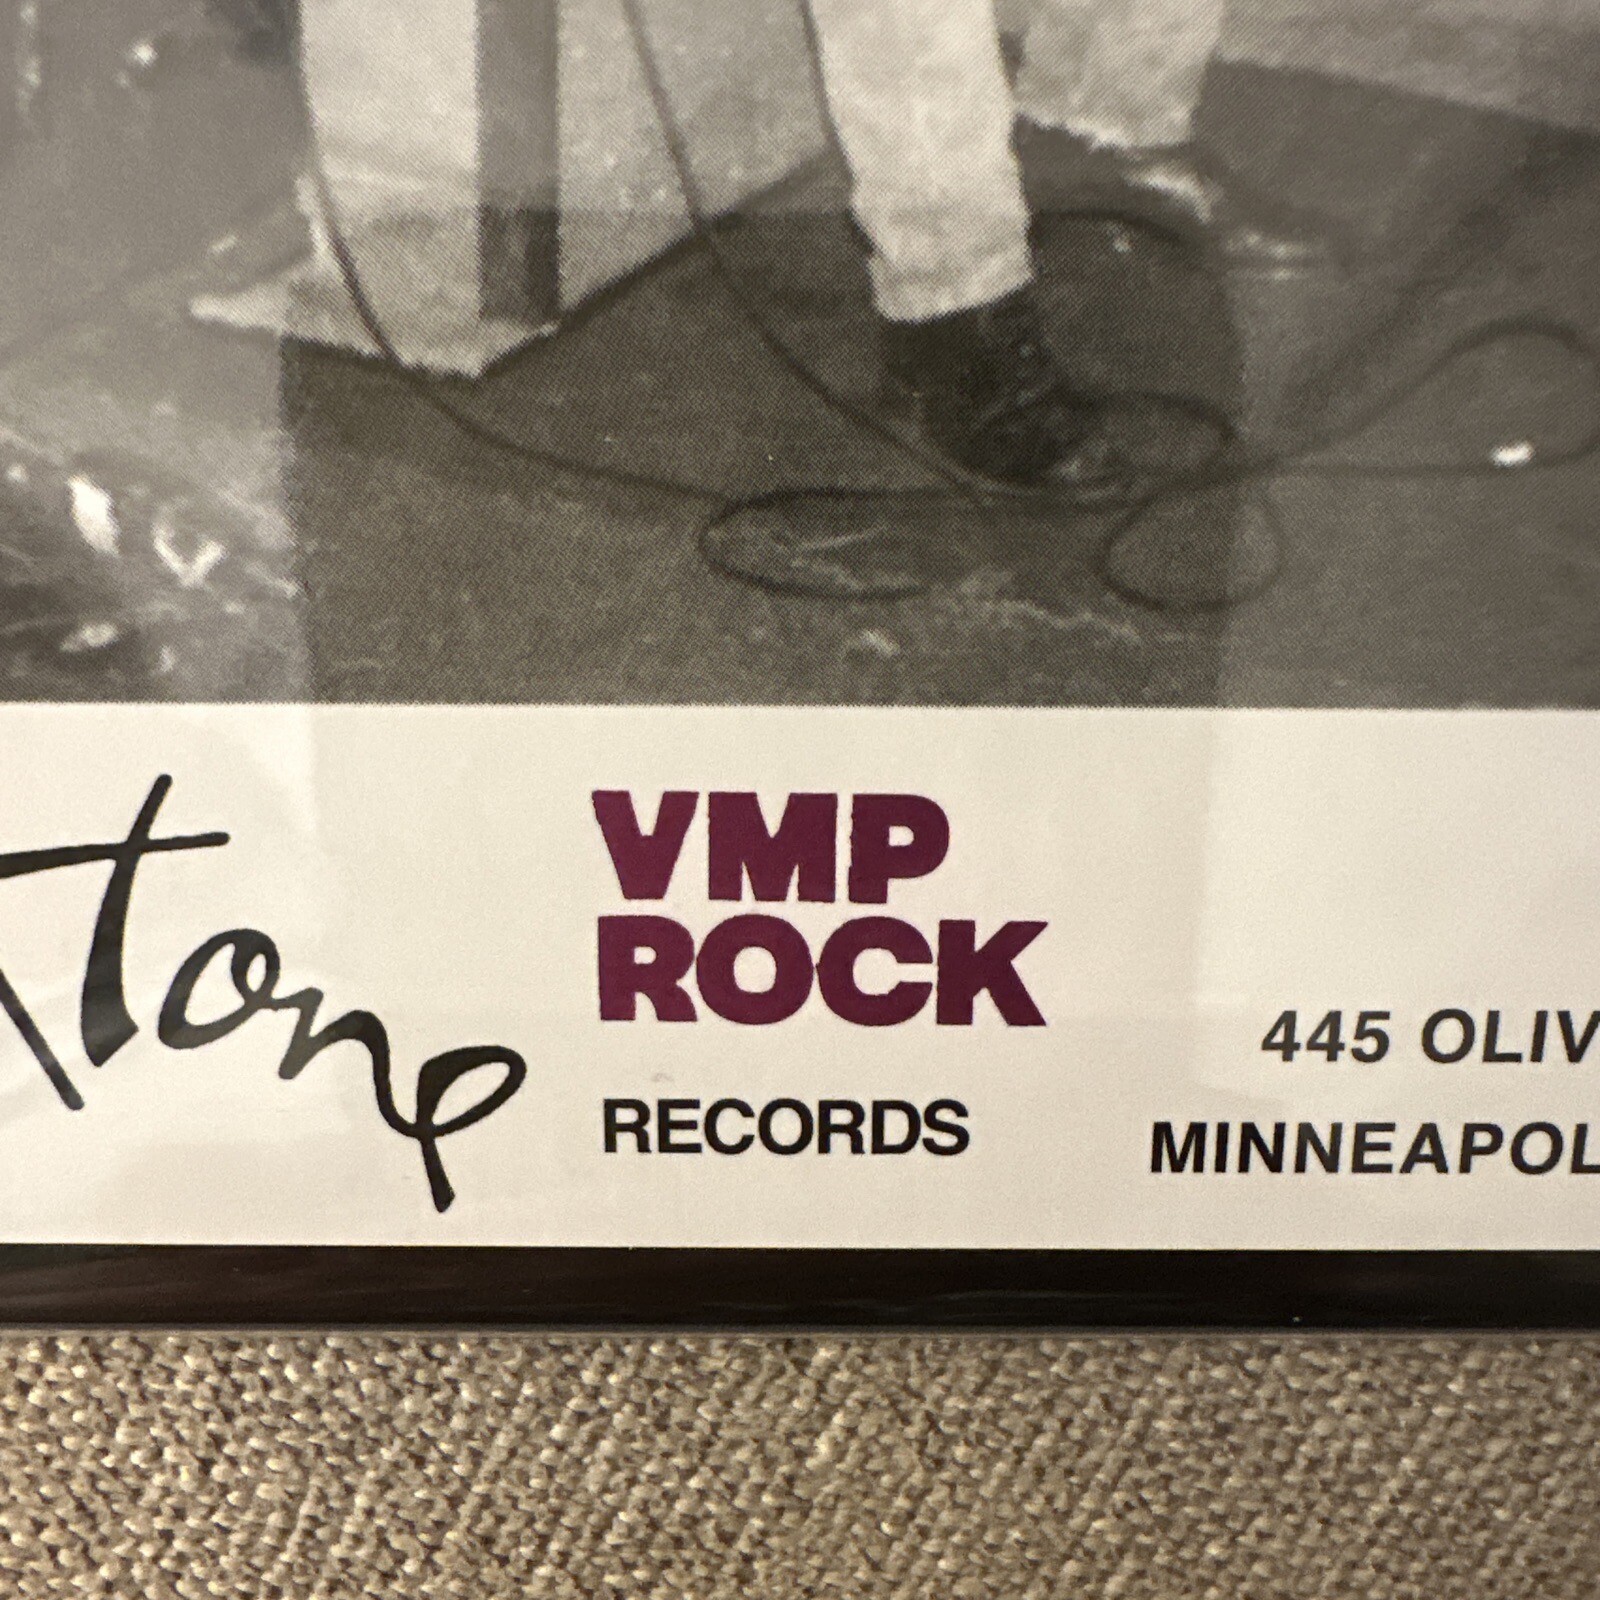 Tone
VMP
ROCK
RECORDS
445 OLIV
MINNEAPOL